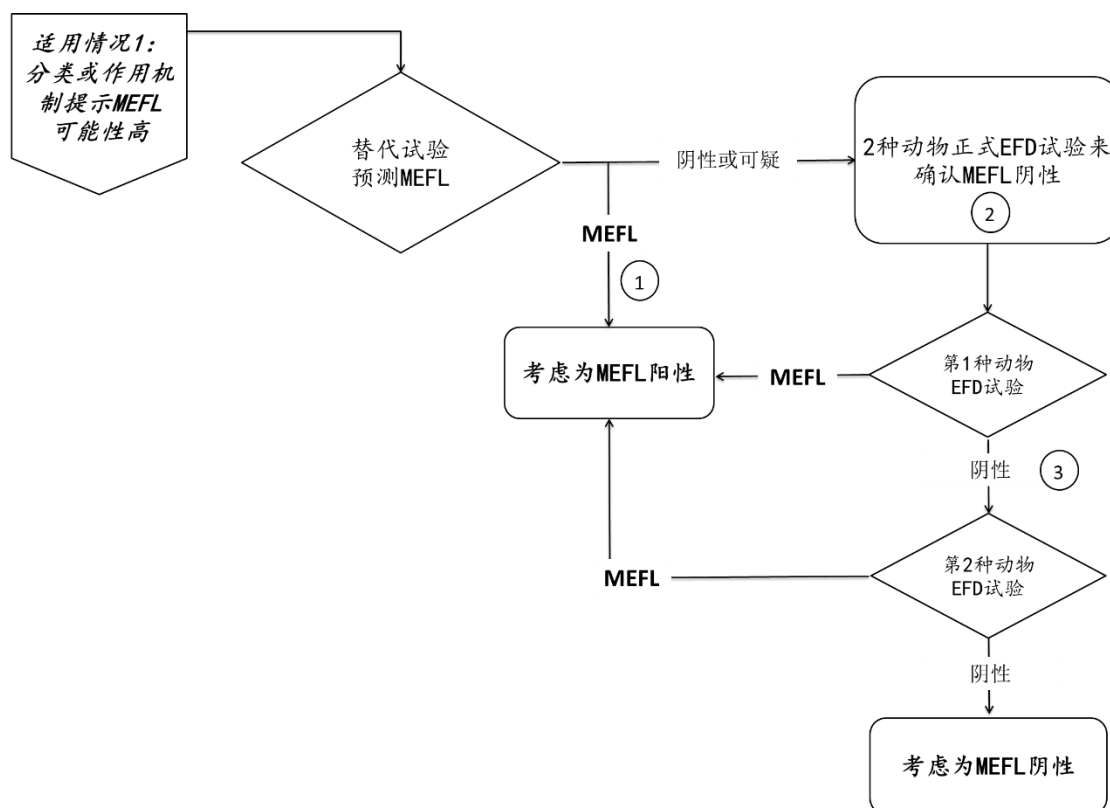 适用情况1：
分类或作用机
制提示MEFL
可能性高
替代试验
预测MEFL
阴性或可疑
2种动物正式EFD试验来
确认MEFL阴性
②
MEFL
①
考虑为MEFL阳性
MEFL
第1种动物
EFD试验
阴性
③
MEFL
第2种动物
EFD试验
阴性
考虑为MEFL阴性